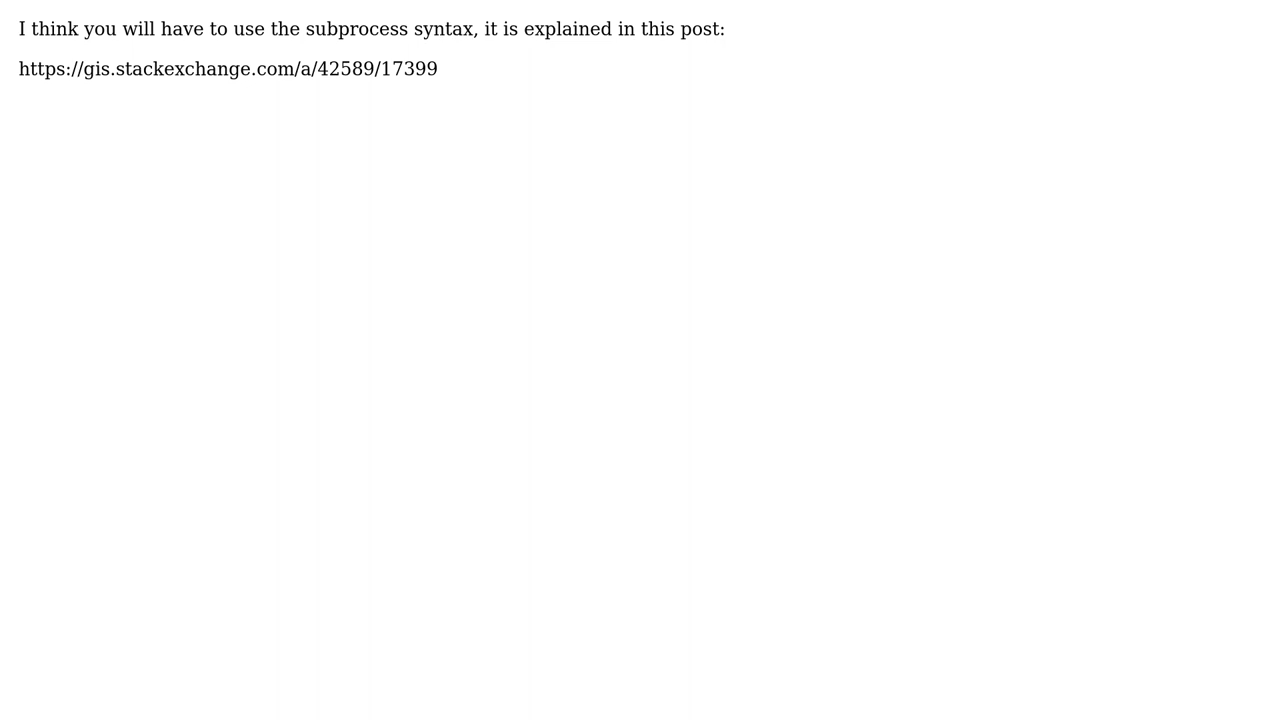 I think you will have to use the subprocess syntax, it is explained in this post:
https://gis.stackexchange.com/a/42589/17399